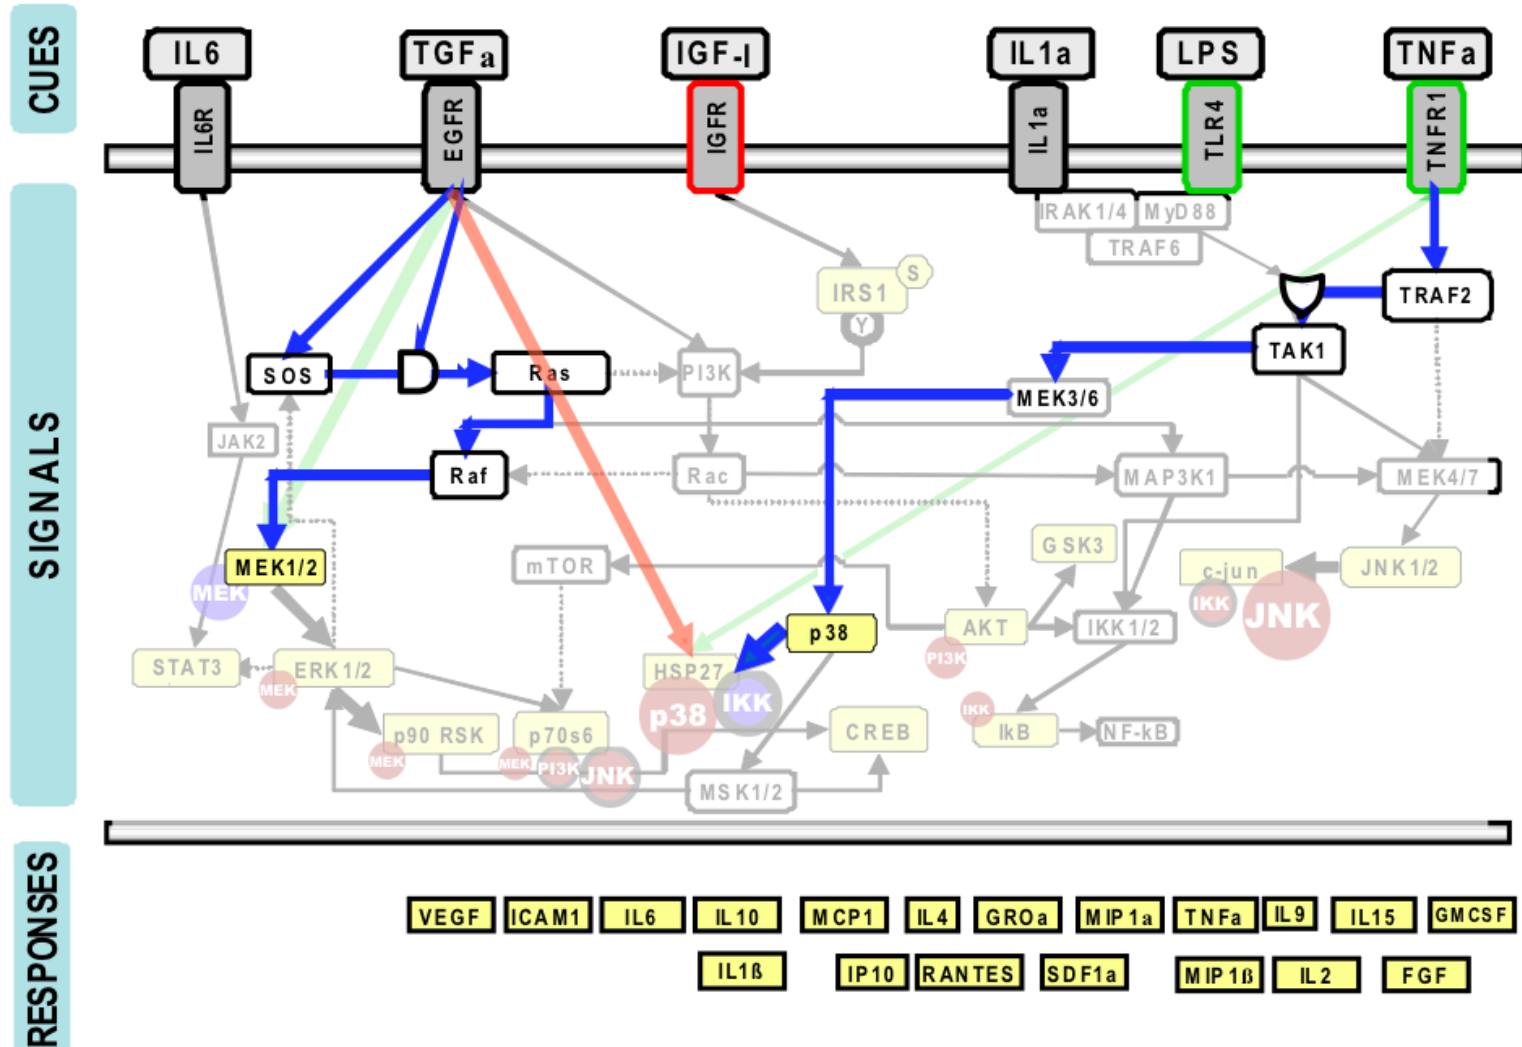 CUES
IL6
TGFa
IGF-I
IL1a
LPS
TNFa
IL6R
EGFR
IGFR
IL1a
TLR4
TNFR1
SIGNALS
IRAK1/4
MyD88
TRAF6
IRS1
S
Y
TRAF2
SOS
Ras
PI3K
TAK1
MEK3/6
JAK2
Raf
Rac
MAP3K1
MEK4/7
MEK1/2
MEK
mTOR
GSK3
c-jun
JNK1/2
IKK
JNK
p38
AKT
IKK1/2
PI3K
STAT3
ERK1/2
MEK
HSP27
p38
IKK
IKK
IkB
NF-kB
p90 RSK
MEK
p70s6
MEK
PI3K
JNK
CREB
MSK1/2
RESPONSES
VEGF
ICAM1
IL6
IL10
MCP1
IL4
GROa
MIP1a
TNFa
IL9
IL15
GMCSF
IL1ß
IP10
RANTES
SDF1a
MIP1ß
IL2
FGF